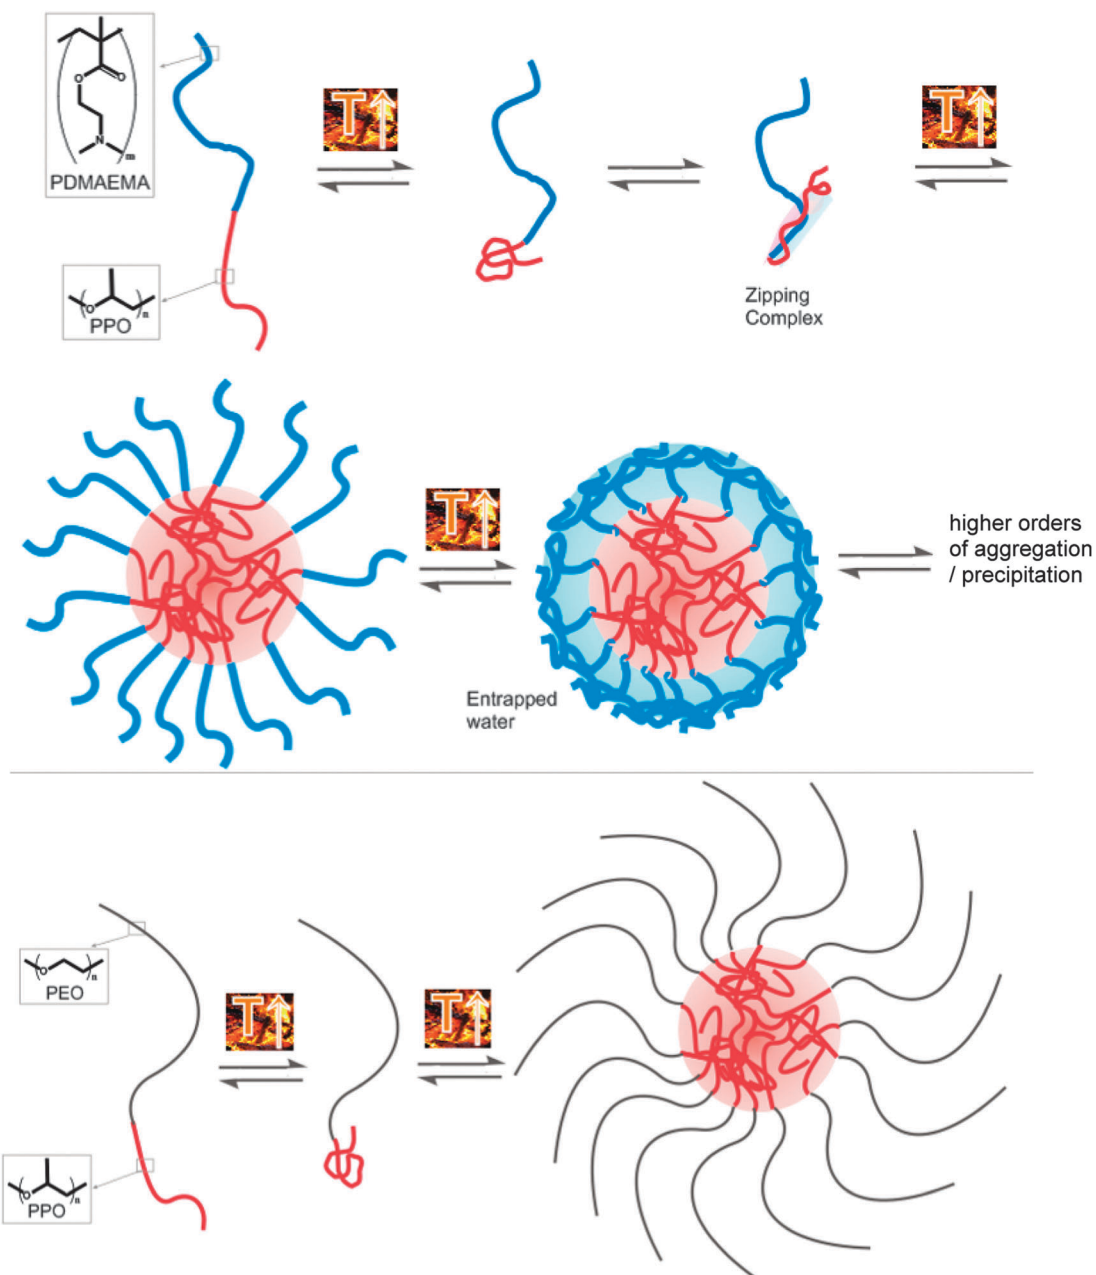 O
O
N
m
PDMAEMA
T
T
O
n
PPO
Zipping
Complex
T
higher orders
of aggregation
/ precipitation
Entrapped
water
O
n
PEO
T
T
O
n
PPO